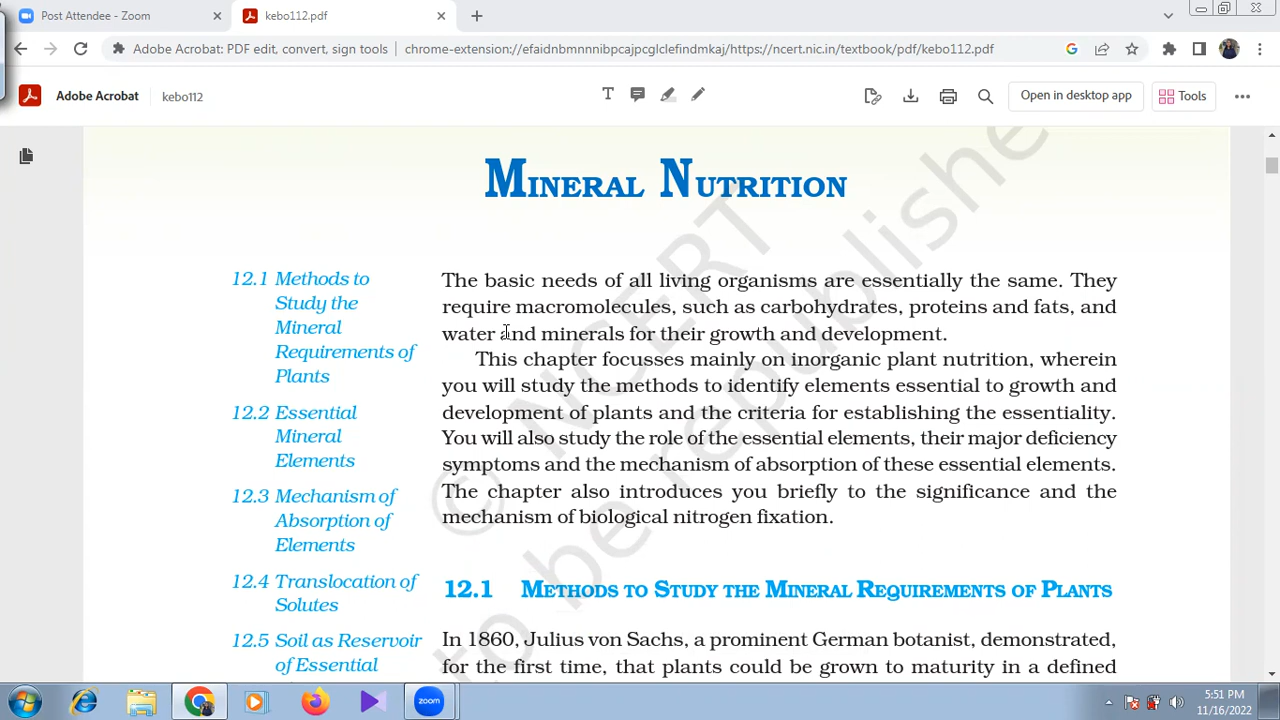 Post Attendee - Zoom
kebo112.pdf
Adobe Acrobat: PDF edit, convert, sign tools
chrome-extension://efaidnbmnnnibpcajpcglclefindmkaj/https://ncert.nic.in/textbook/pdf/kebo112.pdf
Adobe Acrobat
kebo112
Open in desktop app
Tools
MINERAL NUTRITION
12.1 Methods to
Study the
Mineral
Requirements of
Plants
12.2 Essential
Mineral
Elements
12.3 Mechanism of
Absorption of
Elements
12.4 Translocation of
Solutes
12.5 Soil as Reservoir
of Essential
The basic needs of all living organisms are essentially the same. They
require macromolecules, such as carbohydrates, proteins and fats, and
water and minerals for their growth and development.
This chapter focusses mainly on inorganic plant nutrition, wherein
you will study the methods to identify elements essential to growth and
development of plants and the criteria for establishing the essentiality.
You will also study the role of the essential elements, their major deficiency
symptoms and the mechanism of absorption of these essential elements.
The chapter also introduces you briefly to the significance and the
mechanism of biological nitrogen fixation.
12.1 METHODS TO STUDY THE MINERAL REQUIREMENTS OF PLANTS
In 1860, Julius von Sachs, a prominent German botanist, demonstrated,
for the first time, that plants could be grown to maturity in a defined
© NCERT
to be republishe
zoom
5:51 PM
11/16/2022